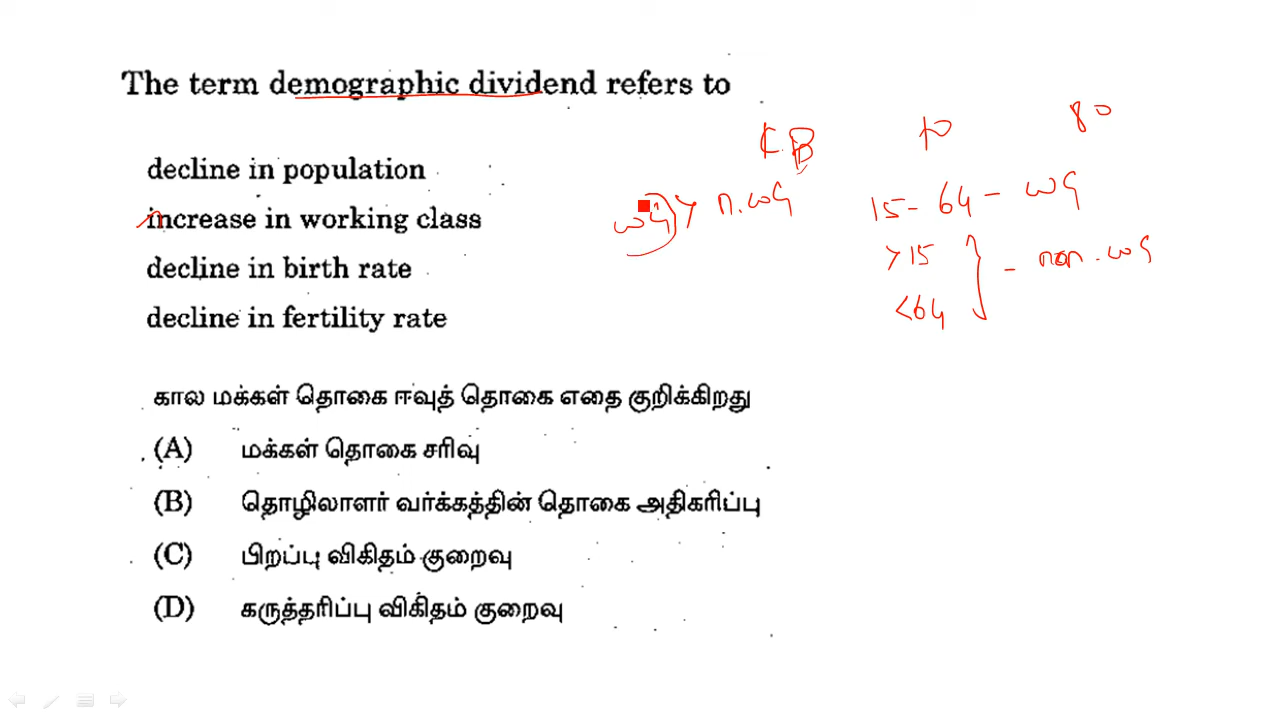 The term demographic dividend refers to
decline in population
increase in working class
decline in birth rate
decline in fertility rate
80
15 - 64 - WG
WG > n.WG
>15
<64
} - non.WG
கால மக்கள் தொகை ஈவுத் தொகை எதை குறிக்கிறது
(A) மக்கள் தொகை சரிவு
(B) தொழிலாளர் வர்க்கத்தின் தொகை அதிகரிப்பு
(C) பிறப்பு விகிதம் குறைவு
(D) கருத்தரிப்பு விகிதம் குறைவு